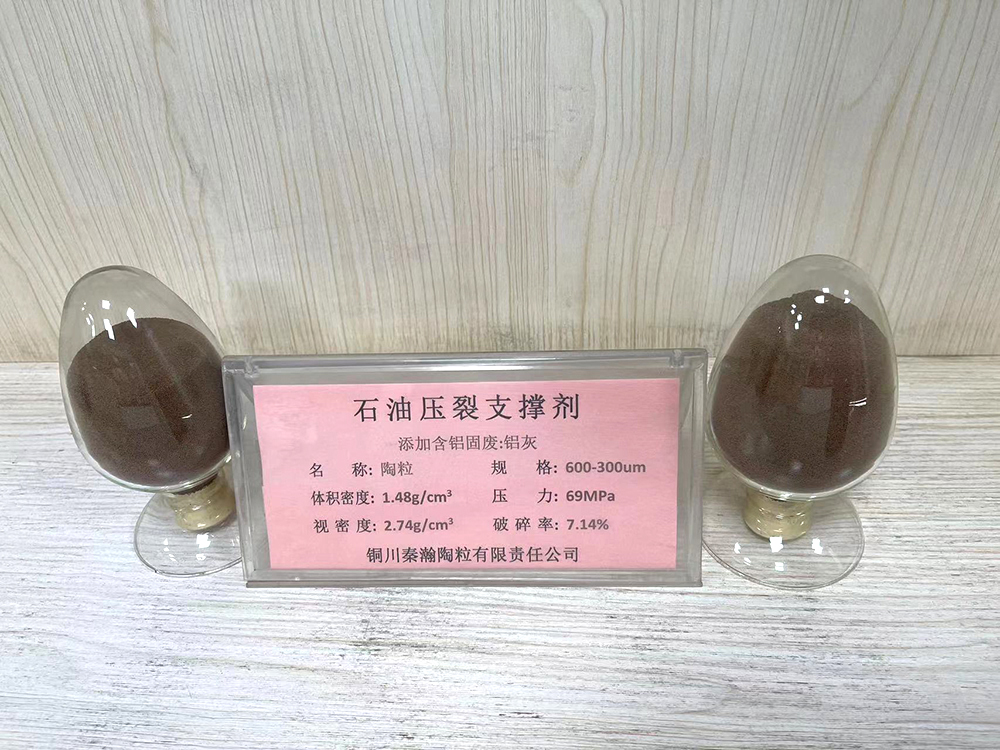 石油压裂支撑剂
添加含铝固废:铝灰
名 称: 陶粒 规 格: 600-300um
体积密度: 1.48g/cm³ 压 力: 69MPa
视 密 度: 2.74g/cm³ 破 碎 率: 7.14%
铜川秦瀚陶粒有限责任公司